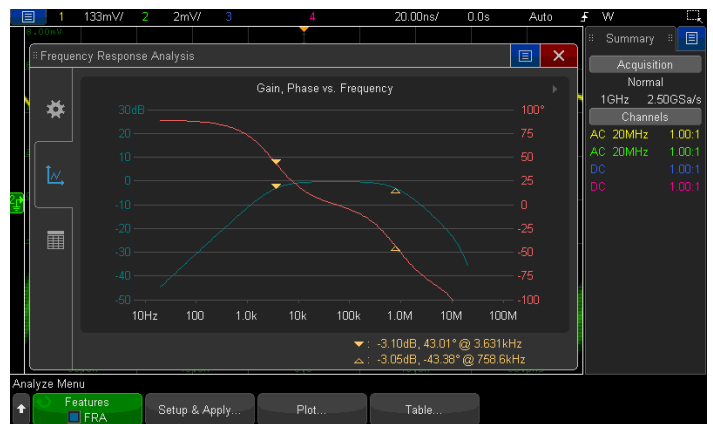 1 133mV/ 2 2mV/ 3 4 20.00ns/ 0.0s Auto W
8.00mV
Summary
Frequency Response Analysis
Acquisition
Normal
1GHz 2.50GSa/s
Channels
AC 20MHz 1.00:1
AC 20MHz 1.00:1
DC 1.00:1
DC 1.00:1
Gain, Phase vs. Frequency
30dB 100°
20 75
10 50
0 25
-10 0
-20 -25
-30 -50
-40 -75
-50 -100
10Hz 100 1.0k 10k 100k 1.0M 10M 100M
: -3.10dB, 43.01° @ 3.631kHz
: -3.05dB, -43.38° @ 758.6kHz
Analyze Menu
Features
FRA
Setup & Apply...
Plot...
Table...